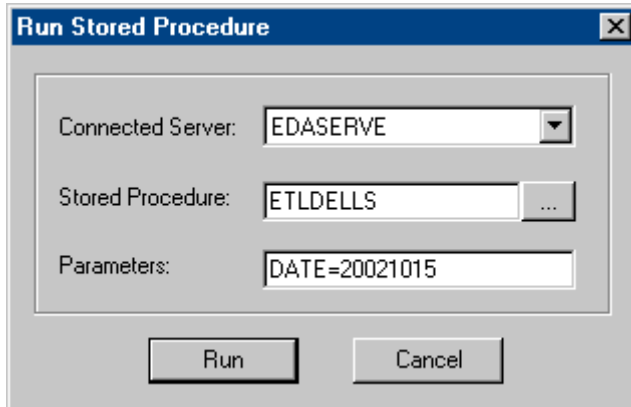 Run Stored Procedure
Connected Server: EDASERVE
Stored Procedure: ETLDELLS ...
Parameters: DATE=20021015
Run Cancel